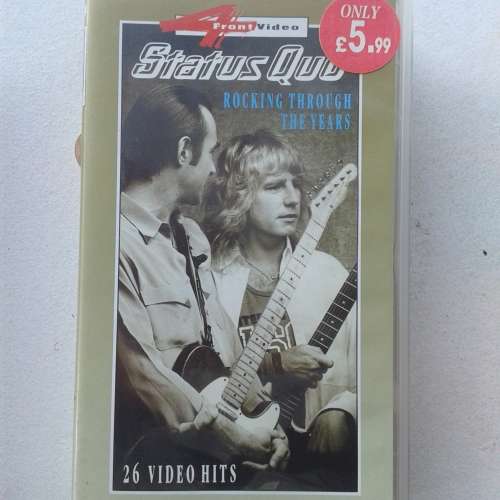 4 Front Video
ONLY
£5.99
Status Quo
ROCKING THROUGH
THE YEARS
26 VIDEO HITS